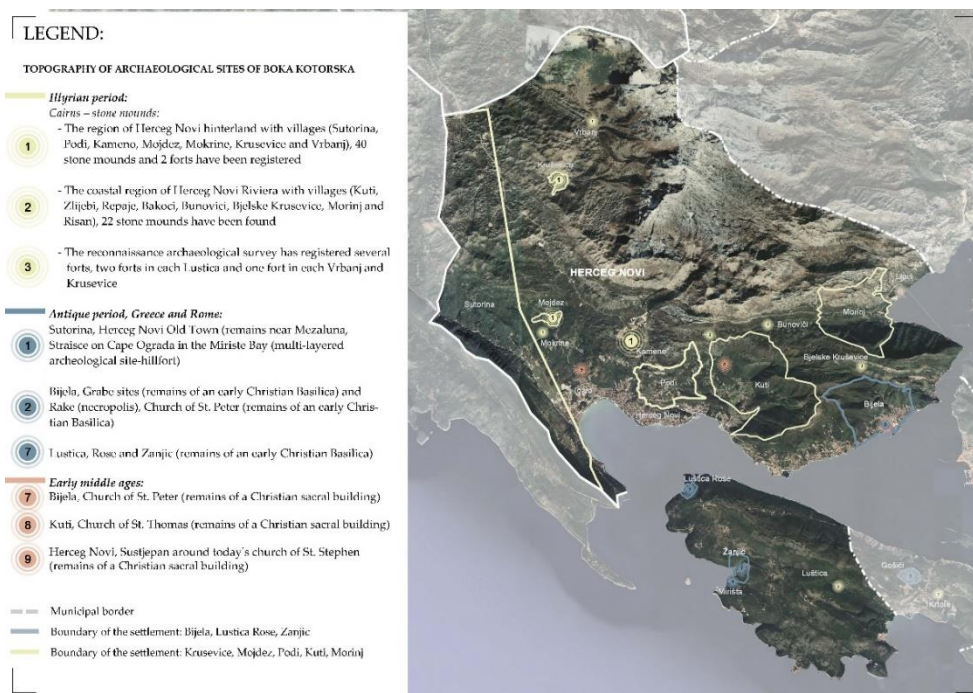 LEGEND:
TOPOGRAPHY OF ARCHAEOLOGICAL SITES OF BOKA KOTORSKA
Illyrian period:
Cairns – stone mounds:
1
- The region of Herceg Novi hinterland with villages (Sutorina,
Podi, Kameno, Mojdez, Mokrine, Krusevice and Vrbanj), 40
stone mounds and 2 forts have been registered
2
- The coastal region of Herceg Novi Riviera with villages (Kuti,
Zlijebi, Repaje, Bakoci, Bunovici, Bjelske Krusevice, Morinj and
Risan), 22 stone mounds have been found
3
- The reconnaissance archaeological survey has registered several
forts, two forts in each Lustica and one fort in each Vrbanj and
Krusevice
Antique period, Greece and Rome:
1
Sutorina, Herceg Novi Old Town (remains near Mezaluna,
Straisce on Cape Ograda in the Miriste Bay (multi-layered
archeological site-hillfort)
2
Bijela, Grabe sites (remains of an early Christian Basilica) and
Rake (necropolis), Church of St. Peter (remains of an early Chris-
tian Basilica)
7
Lustica, Rose and Zanjic (remains of an early Christian Basilica)
Early middle ages:
7
Bijela, Church of St. Peter (remains of a Christian sacral building)
8
Kuti, Church of St. Thomas (remains of a Christian sacral building)
9
Herceg Novi, Sustjepan around today's church of St. Stephen
(remains of a Christian sacral building)
Municipal border
Boundary of the settlement: Bijela, Lustica Rose, Zanjic
Boundary of the settlement: Krusevice, Mojdez, Podi, Kuti, Morinj
Vrbanj
HERCEG NOVI
Sutorina
Mojdez
1
Mokrine
1
Kameno
Bunovići
Morinj
Bjelske Kruševice
Podi
Kuti
Bijela
Herceg Novi
Luštica Rose
Žanjic
Mirišta
Luštica
Gošići
Krtole